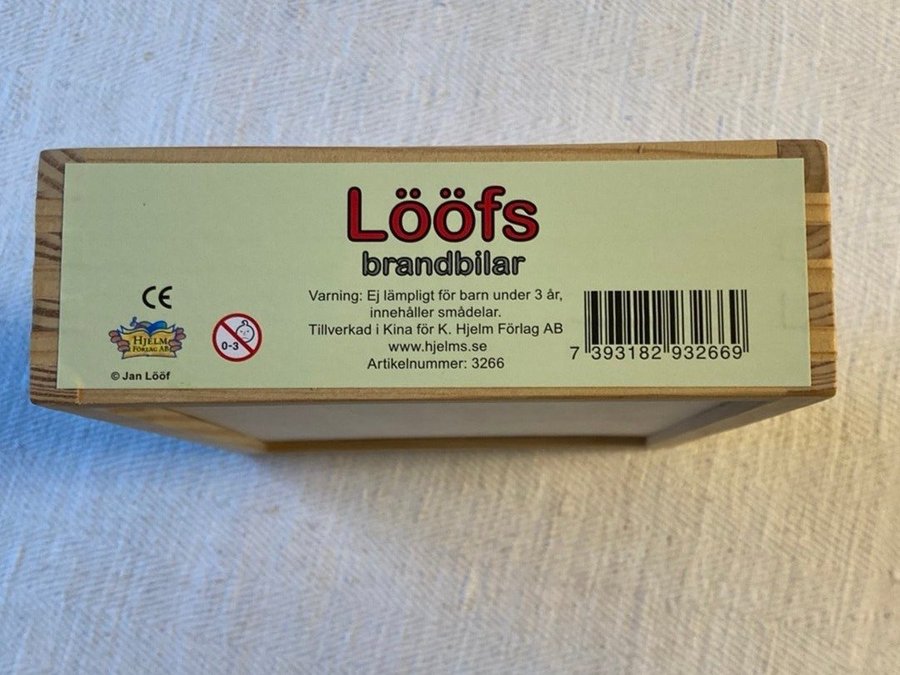 Lööfs
brandbilar
CE
HJELM
FÖRLAG AB
© Jan Lööf
0-3
Varning: Ej lämpligt för barn under 3 år,
innehåller smådelar.
Tillverkad i Kina för K. Hjelm Förlag AB
www.hjelms.se
Artikelnummer: 3266
7 393182 932669